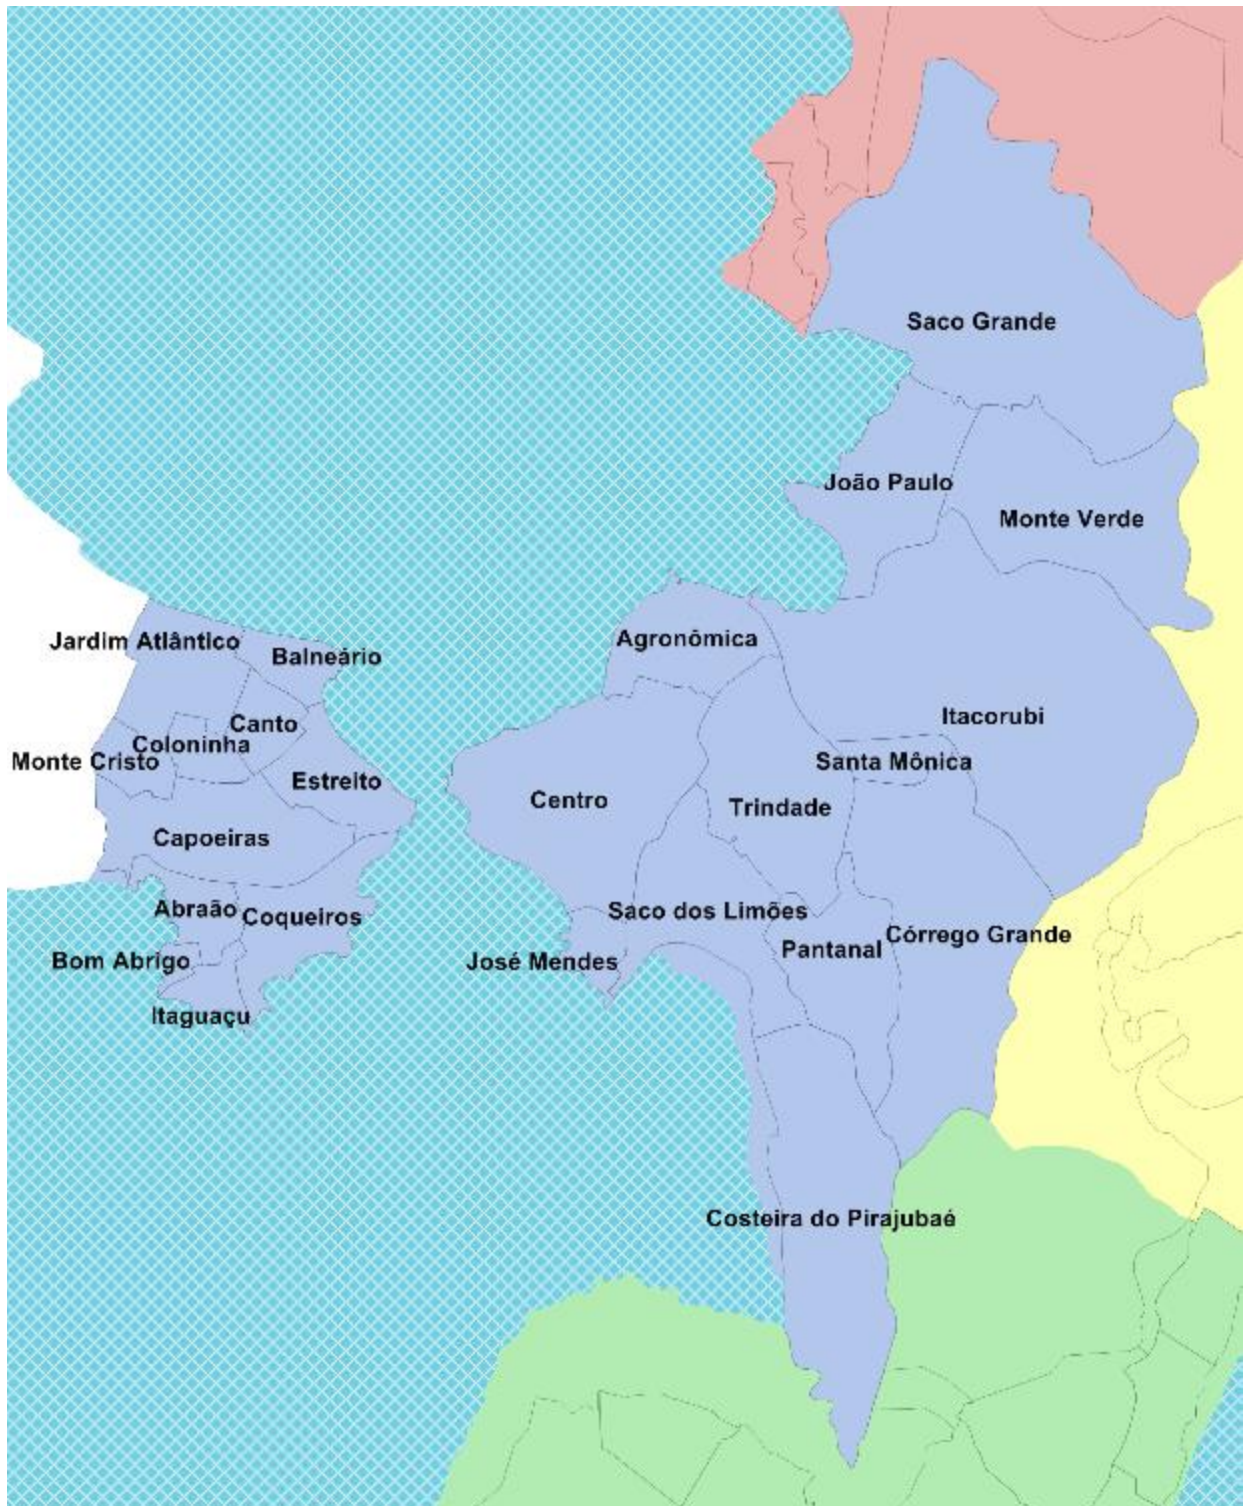 Saco Grande
João Paulo
Monte Verde
Jardim Atlântico
Agronômica
Balneário
Itacorubi
Canto
Coloninha
Monte Cristo
Santa Mônica
Estreito
Centro
Trindade
Capoeiras
Abraão
Saco dos Limões
Coqueiros
Córrego Grande
Pantanal
Bom Abrigo
José Mendes
Itaguaçu
Costeira do Pirajubaé